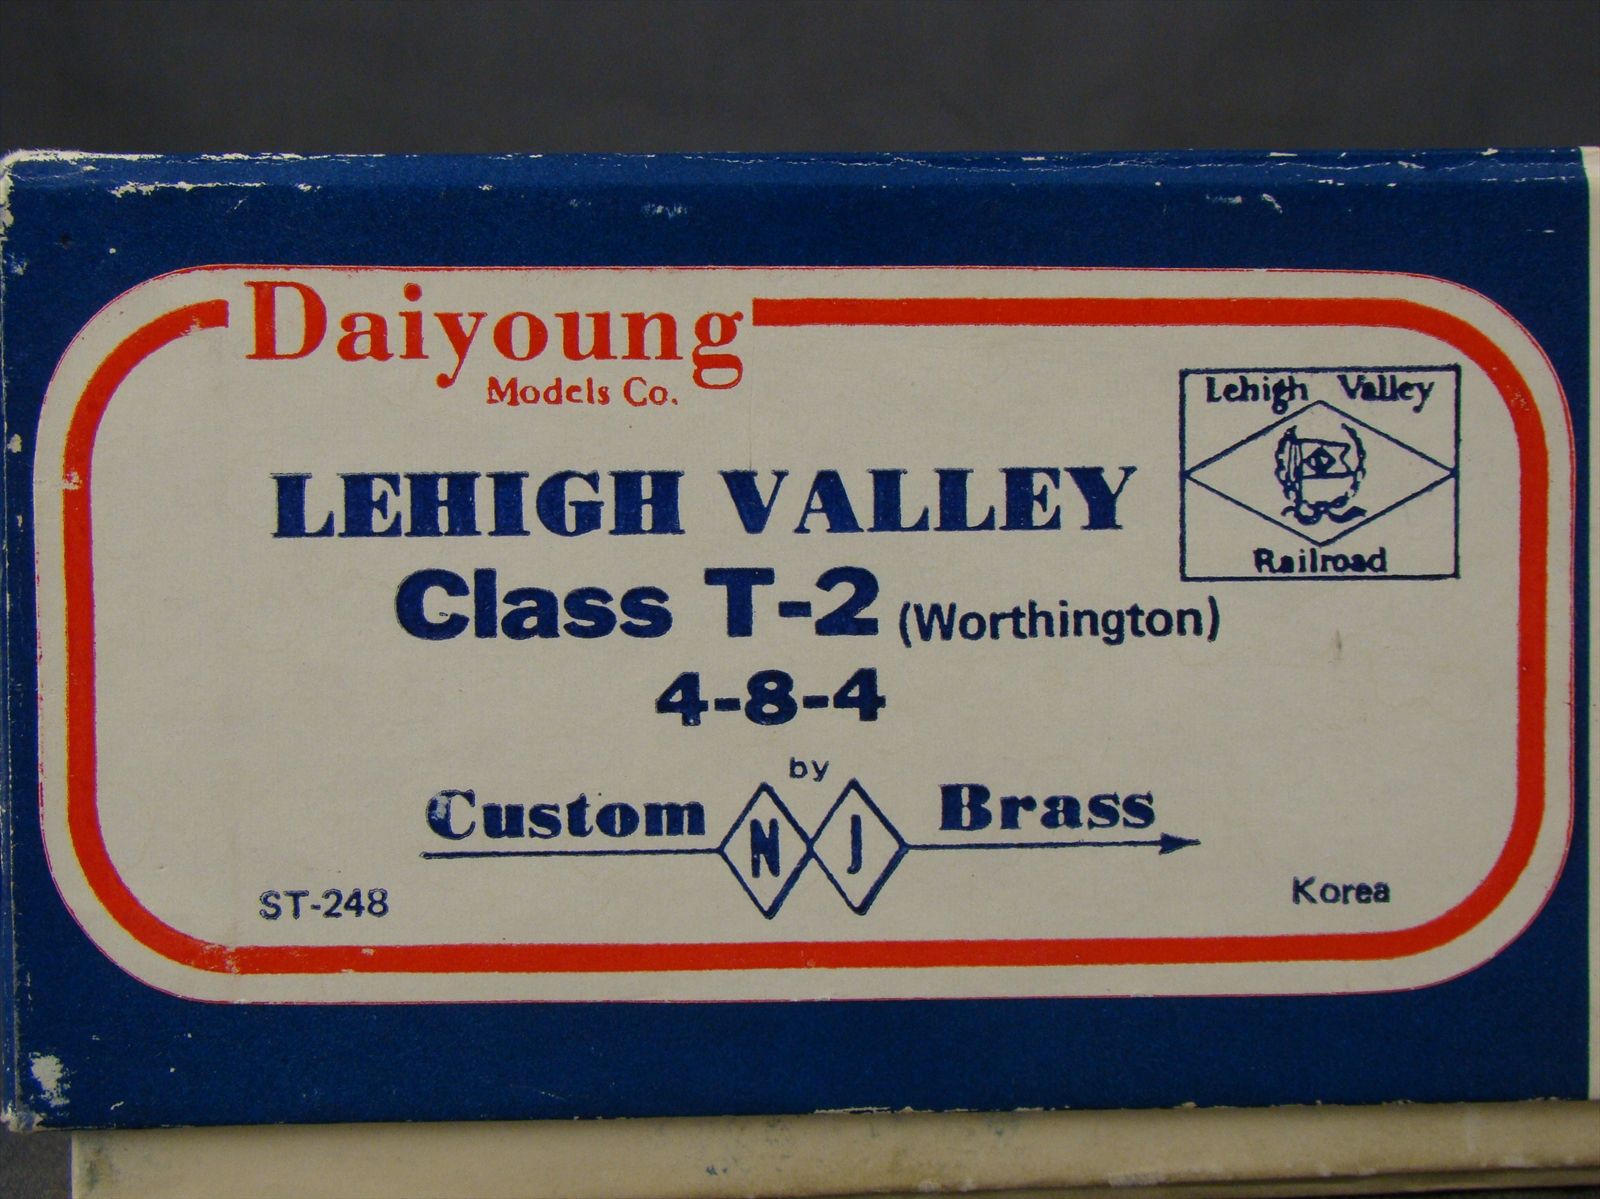 Daiyoung
Models Co.
Lehigh Valley
Railroad
LEHIGH VALLEY
Class T-2 (Worthington)
4-8-4
by
Custom NJ Brass
ST-248
Korea